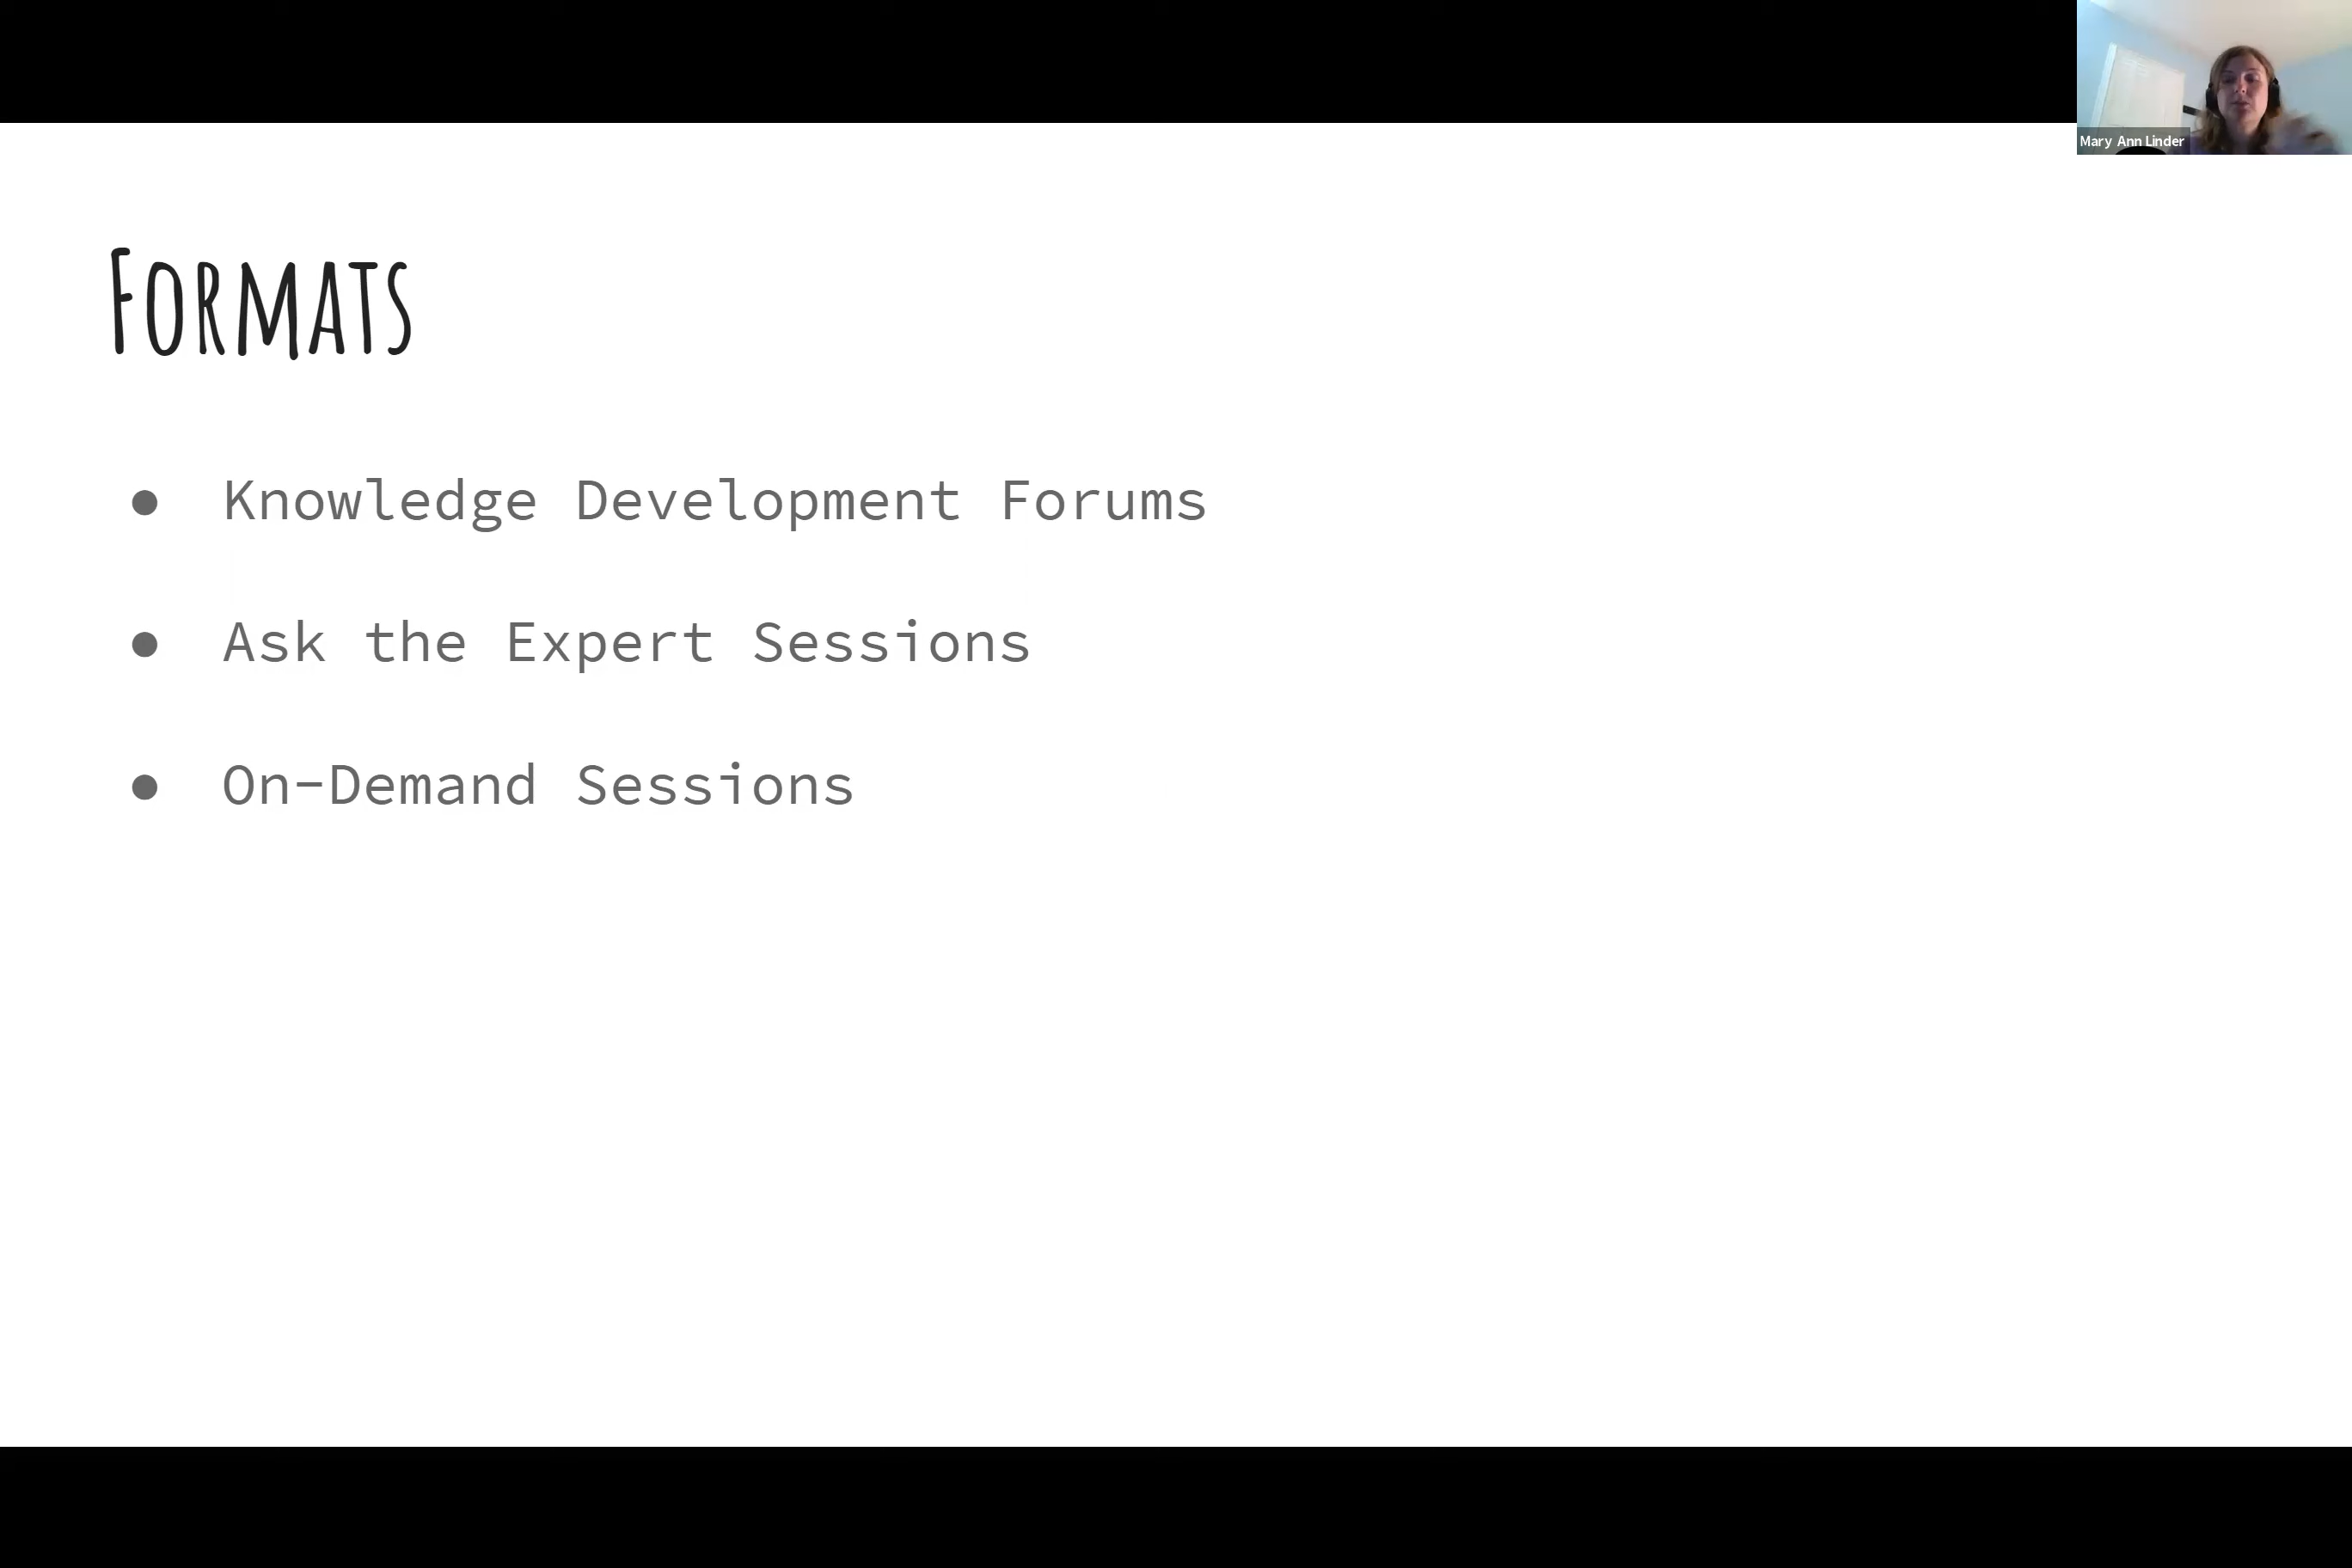 Mary Ann Linder
Formats
● Knowledge Development Forums
● Ask the Expert Sessions
● On-Demand Sessions